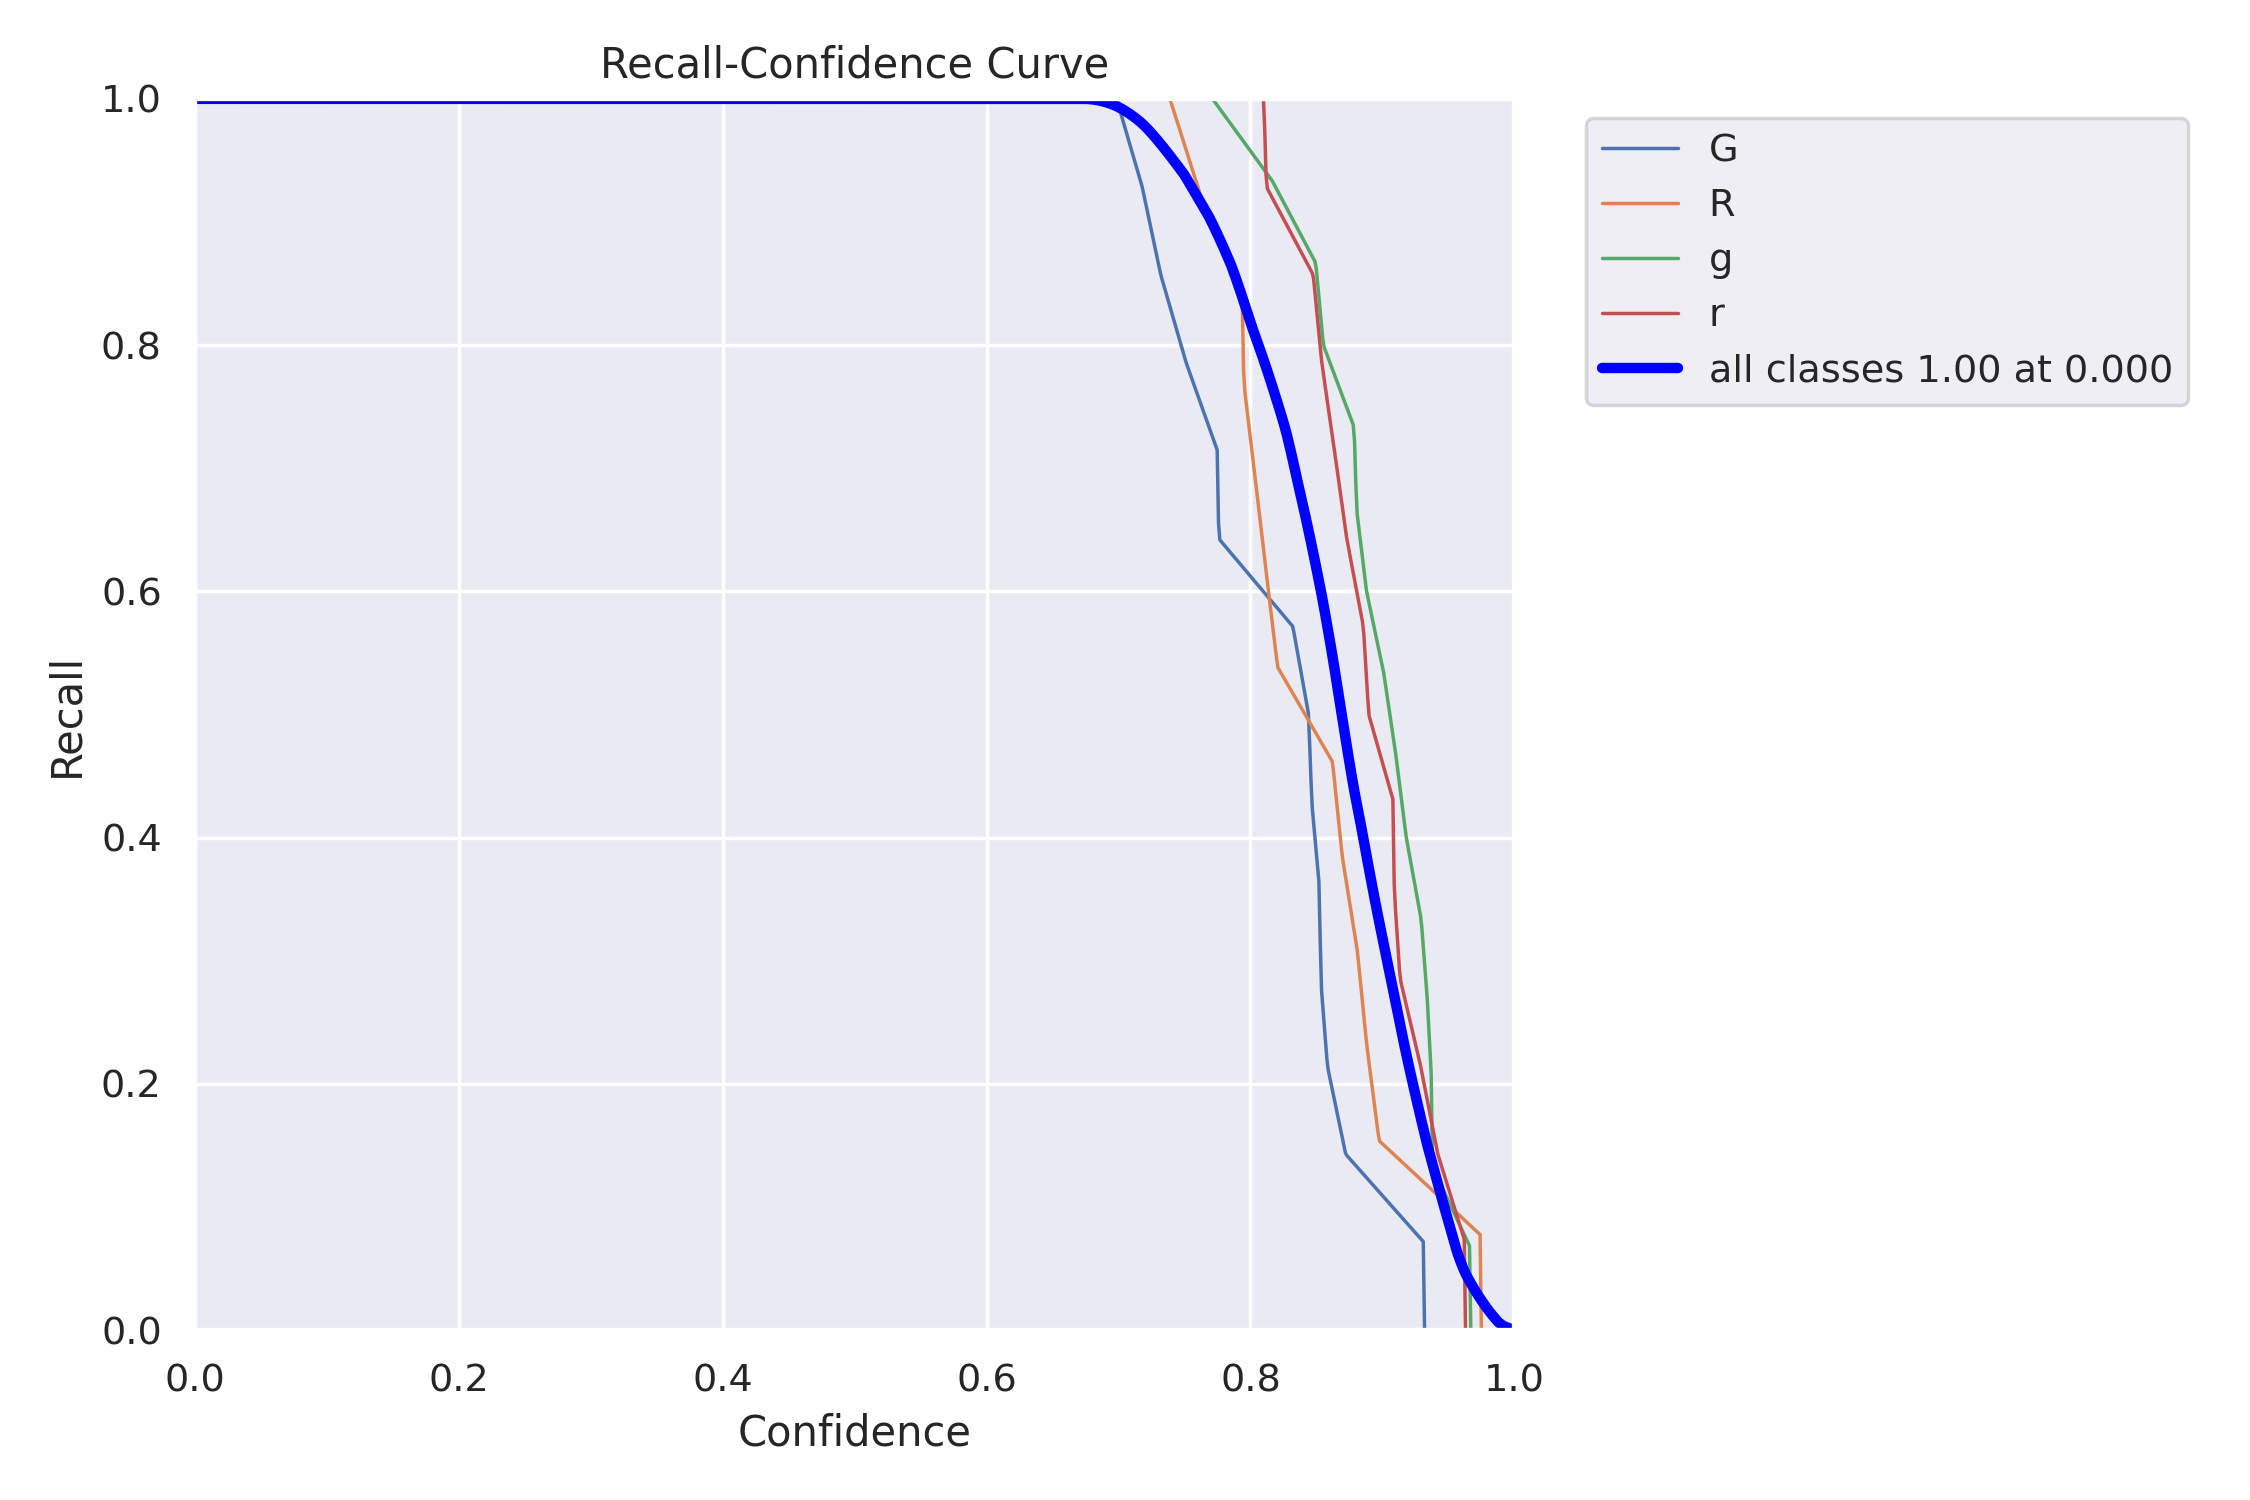 Recall-Confidence Curve
1.0
0.8
0.6
0.4
0.2
0.0
Recall
0.0 0.2 0.4 0.6 0.8 1.0
Confidence
G
R
g
r
all classes 1.00 at 0.000